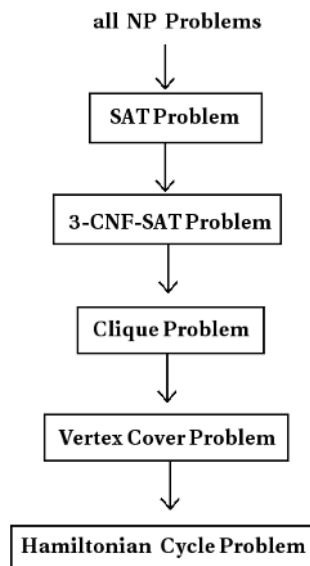 all NP Problems
SAT Problem
3-CNF-SAT Problem
Clique Problem
Vertex Cover Problem
Hamiltonian Cycle Problem